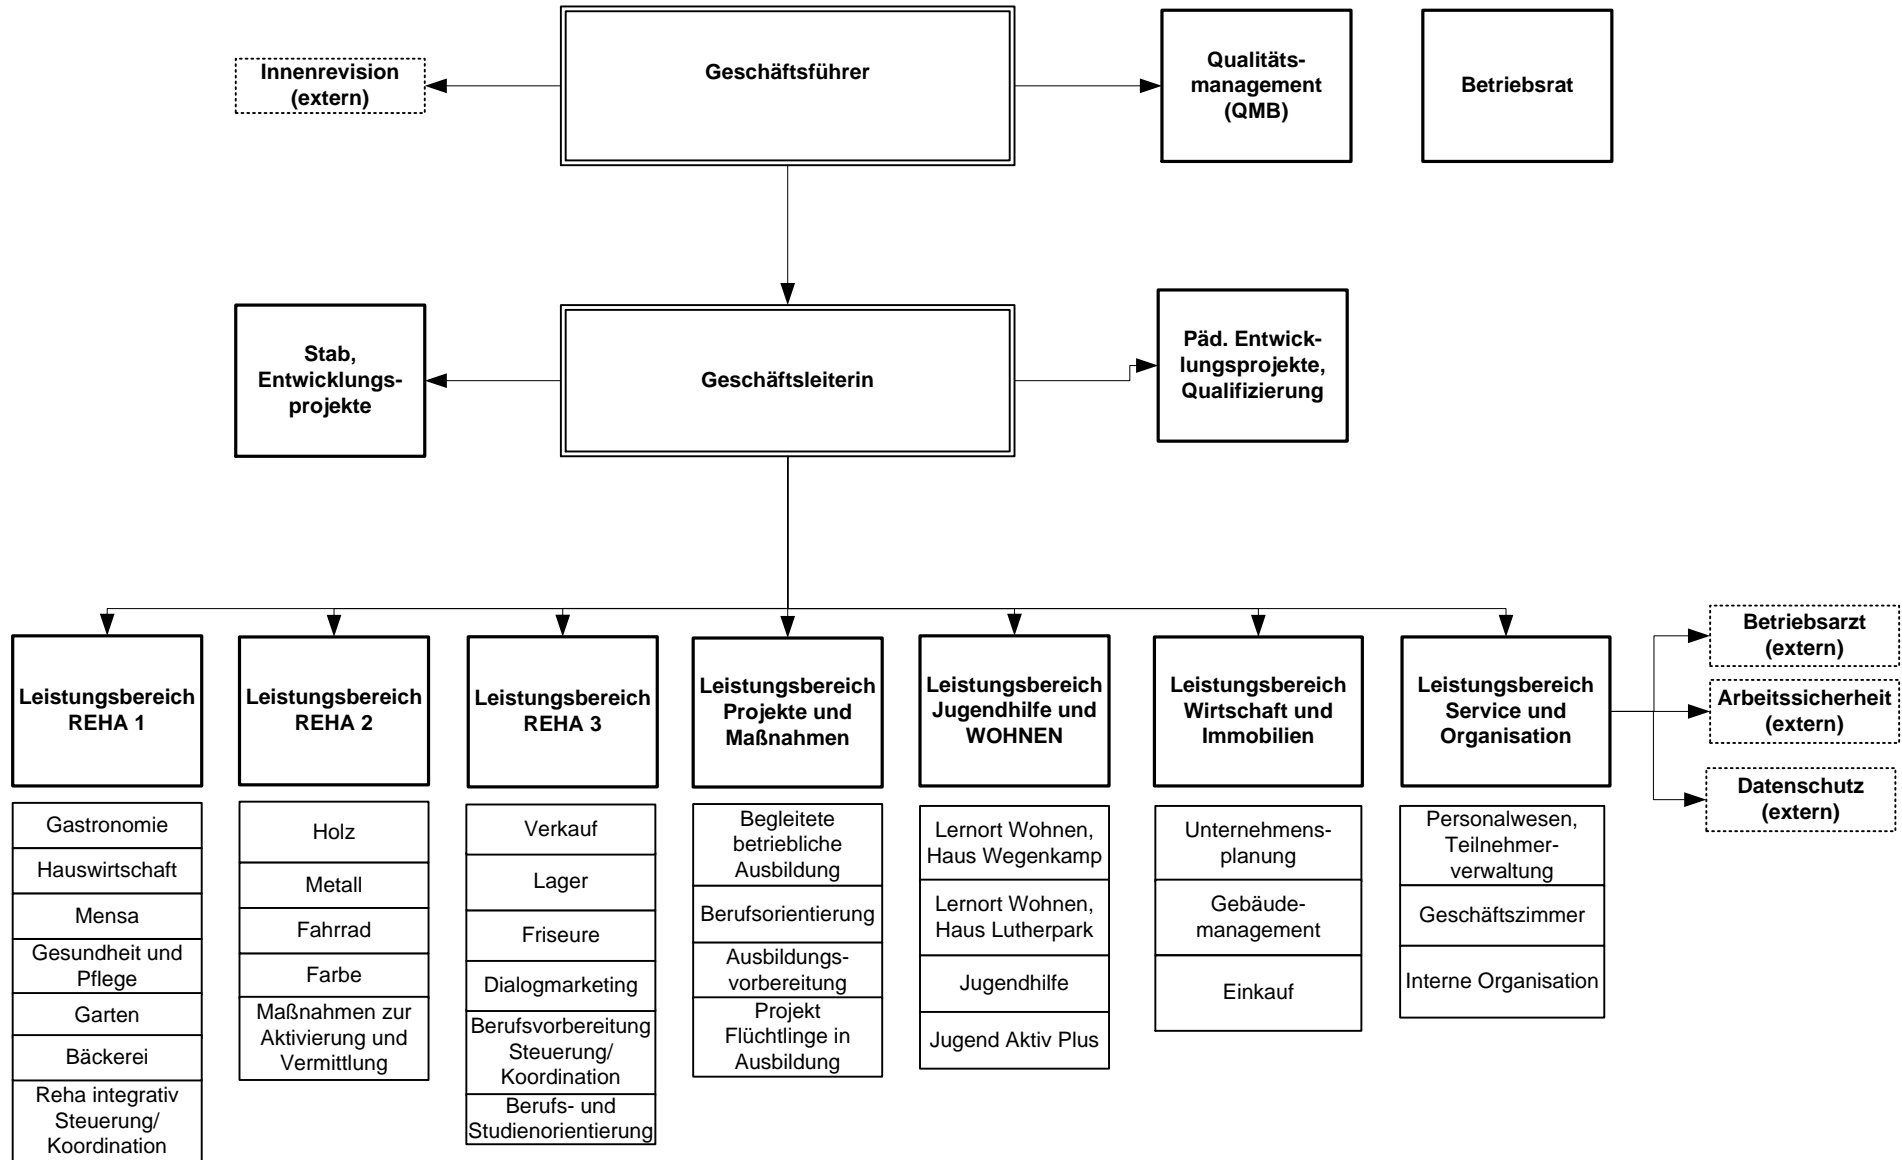 Innenrevision
(extern)
Geschäftsführer
Qualitäts-
management
(QMB)
Betriebsrat
Stab,
Entwicklungs-
projekte
Geschäftsleiterin
Päd. Entwick-
lungsprojekte,
Qualifizierung
Leistungsbereich
REHA 1
Leistungsbereich
REHA 2
Leistungsbereich
REHA 3
Leistungsbereich
Projekte und
Maßnahmen
Leistungsbereich
Jugendhilfe und
WOHNEN
Leistungsbereich
Wirtschaft und
Immobilien
Leistungsbereich
Service und
Organisation
Betriebsarzt
(extern)
Arbeitssicherheit
(extern)
Datenschutz
(extern)
Gastronomie
Hauswirtschaft
Mensa
Gesundheit und
Pflege
Garten
Bäckerei
Reha integrativ
Steuerung/
Koordination
Holz
Metall
Fahrrad
Farbe
Maßnahmen zur
Aktivierung und
Vermittlung
Verkauf
Lager
Friseure
Dialogmarketing
Berufsvorbereitung
Steuerung/
Koordination
Berufs- und
Studienorientierung
Begleitete
betriebliche
Ausbildung
Berufsorientierung
Ausbildungs-
vorbereitung
Projekt
Flüchtlinge in
Ausbildung
Lernort Wohnen,
Haus Wegenkamp
Lernort Wohnen,
Haus Lutherpark
Jugendhilfe
Jugend Aktiv Plus
Unternehmens-
planung
Gebäude-
management
Einkauf
Personalwesen,
Teilnehmer-
verwaltung
Geschäftszimmer
Interne Organisation